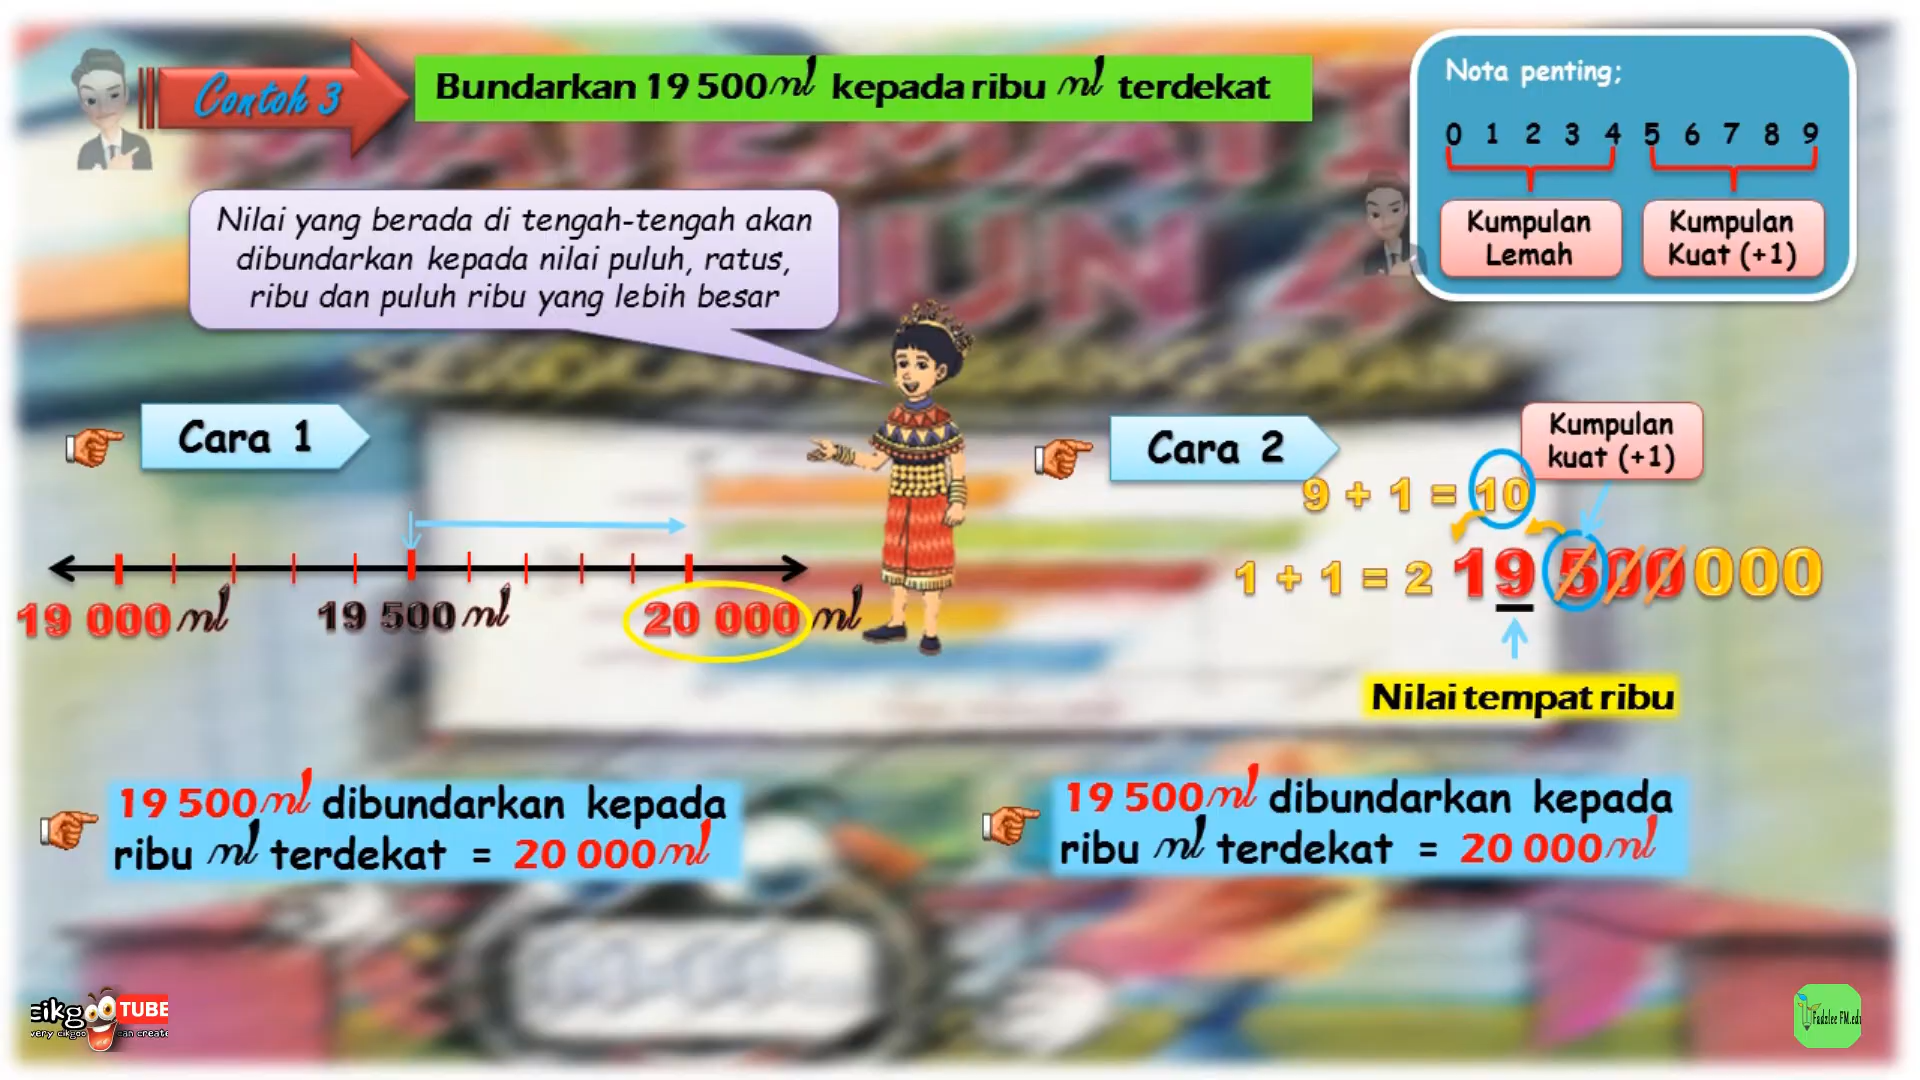 Contoh 3
Bundarkan 19 500 ml kepada ribu ml terdekat
Nota penting;
0 1 2 3 4 5 6 7 8 9
Kumpulan
Lemah
Kumpulan
Kuat (+1)
Nilai yang berada di tengah-tengah akan
dibundarkan kepada nilai puluh, ratus,
ribu dan puluh ribu yang lebih besar
Cara 1
19 000 ml 19 500 ml 20 000 ml
Cara 2
Kumpulan
kuat (+1)
9 + 1 = 10
1 + 1 = 2 19 500 000
Nilai tempat ribu
19 500 ml dibundarkan kepada
ribu ml terdekat = 20 000 ml
19 500 ml dibundarkan kepada
ribu ml terdekat = 20 000 ml
TUBE
Fadzlee FM.edu